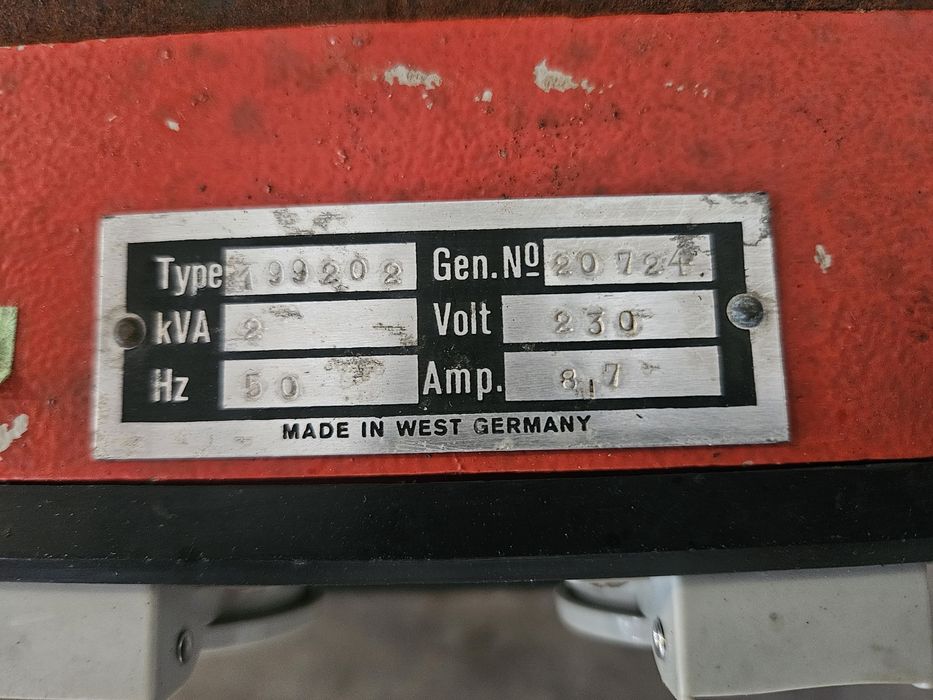 Type 199202 Gen.Nº 20724
kVA 2 Volt 230
Hz 50 Amp. 8,7
MADE IN WEST GERMANY